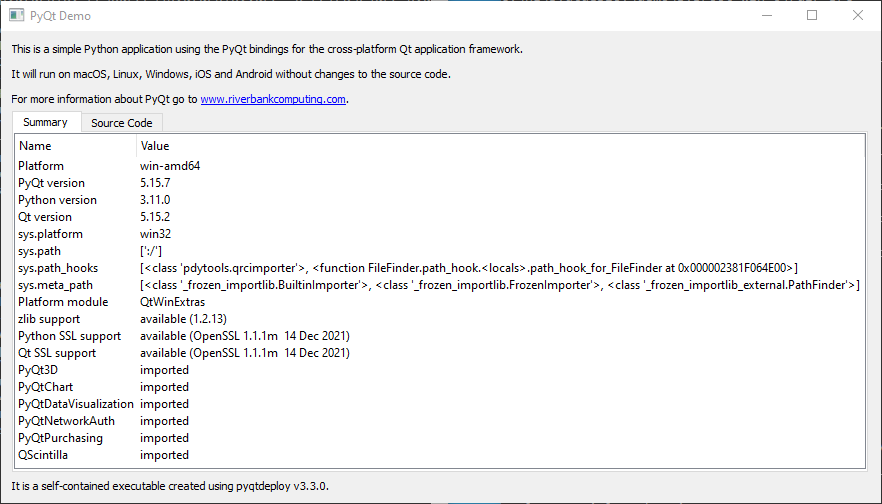 PyQt Demo
This is a simple Python application using the PyQt bindings for the cross-platform Qt application framework.
It will run on macOS, Linux, Windows, iOS and Android without changes to the source code.
For more information about PyQt go to www.riverbankcomputing.com.
Summary Source Code
Name Value
Platform win-amd64
PyQt version 5.15.7
Python version 3.11.0
Qt version 5.15.2
sys.platform win32
sys.path [':/']
sys.path_hooks [<class 'pdytools.qrcimporter'>, <function FileFinder.path_hook.<locals>.path_hook_for_FileFinder at 0x000002381F064E00>]
sys.meta_path [<class '_frozen_importlib.BuiltinImporter'>, <class '_frozen_importlib.FrozenImporter'>, <class '_frozen_importlib_external.PathFinder'>]
Platform module QtWinExtras
zlib support available (1.2.13)
Python SSL support available (OpenSSL 1.1.1m  14 Dec 2021)
Qt SSL support available (OpenSSL 1.1.1m  14 Dec 2021)
PyQt3D imported
PyQtChart imported
PyQtDataVisualization imported
PyQtNetworkAuth imported
PyQtPurchasing imported
QScintilla imported
It is a self-contained executable created using pyqtdeploy v3.3.0.